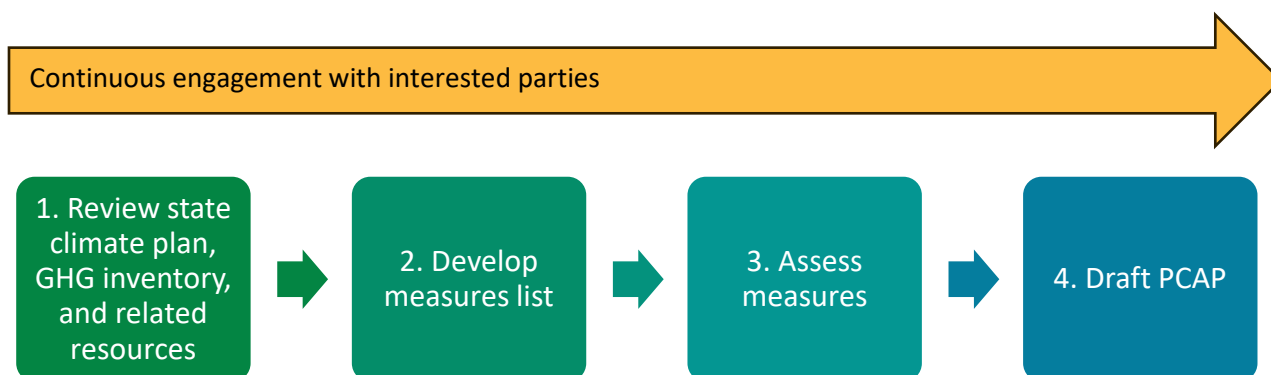 Continuous engagement with interested parties
1. Review state
climate plan,
GHG inventory,
and related
resources
2. Develop
measures list
3. Assess
measures
4. Draft PCAP